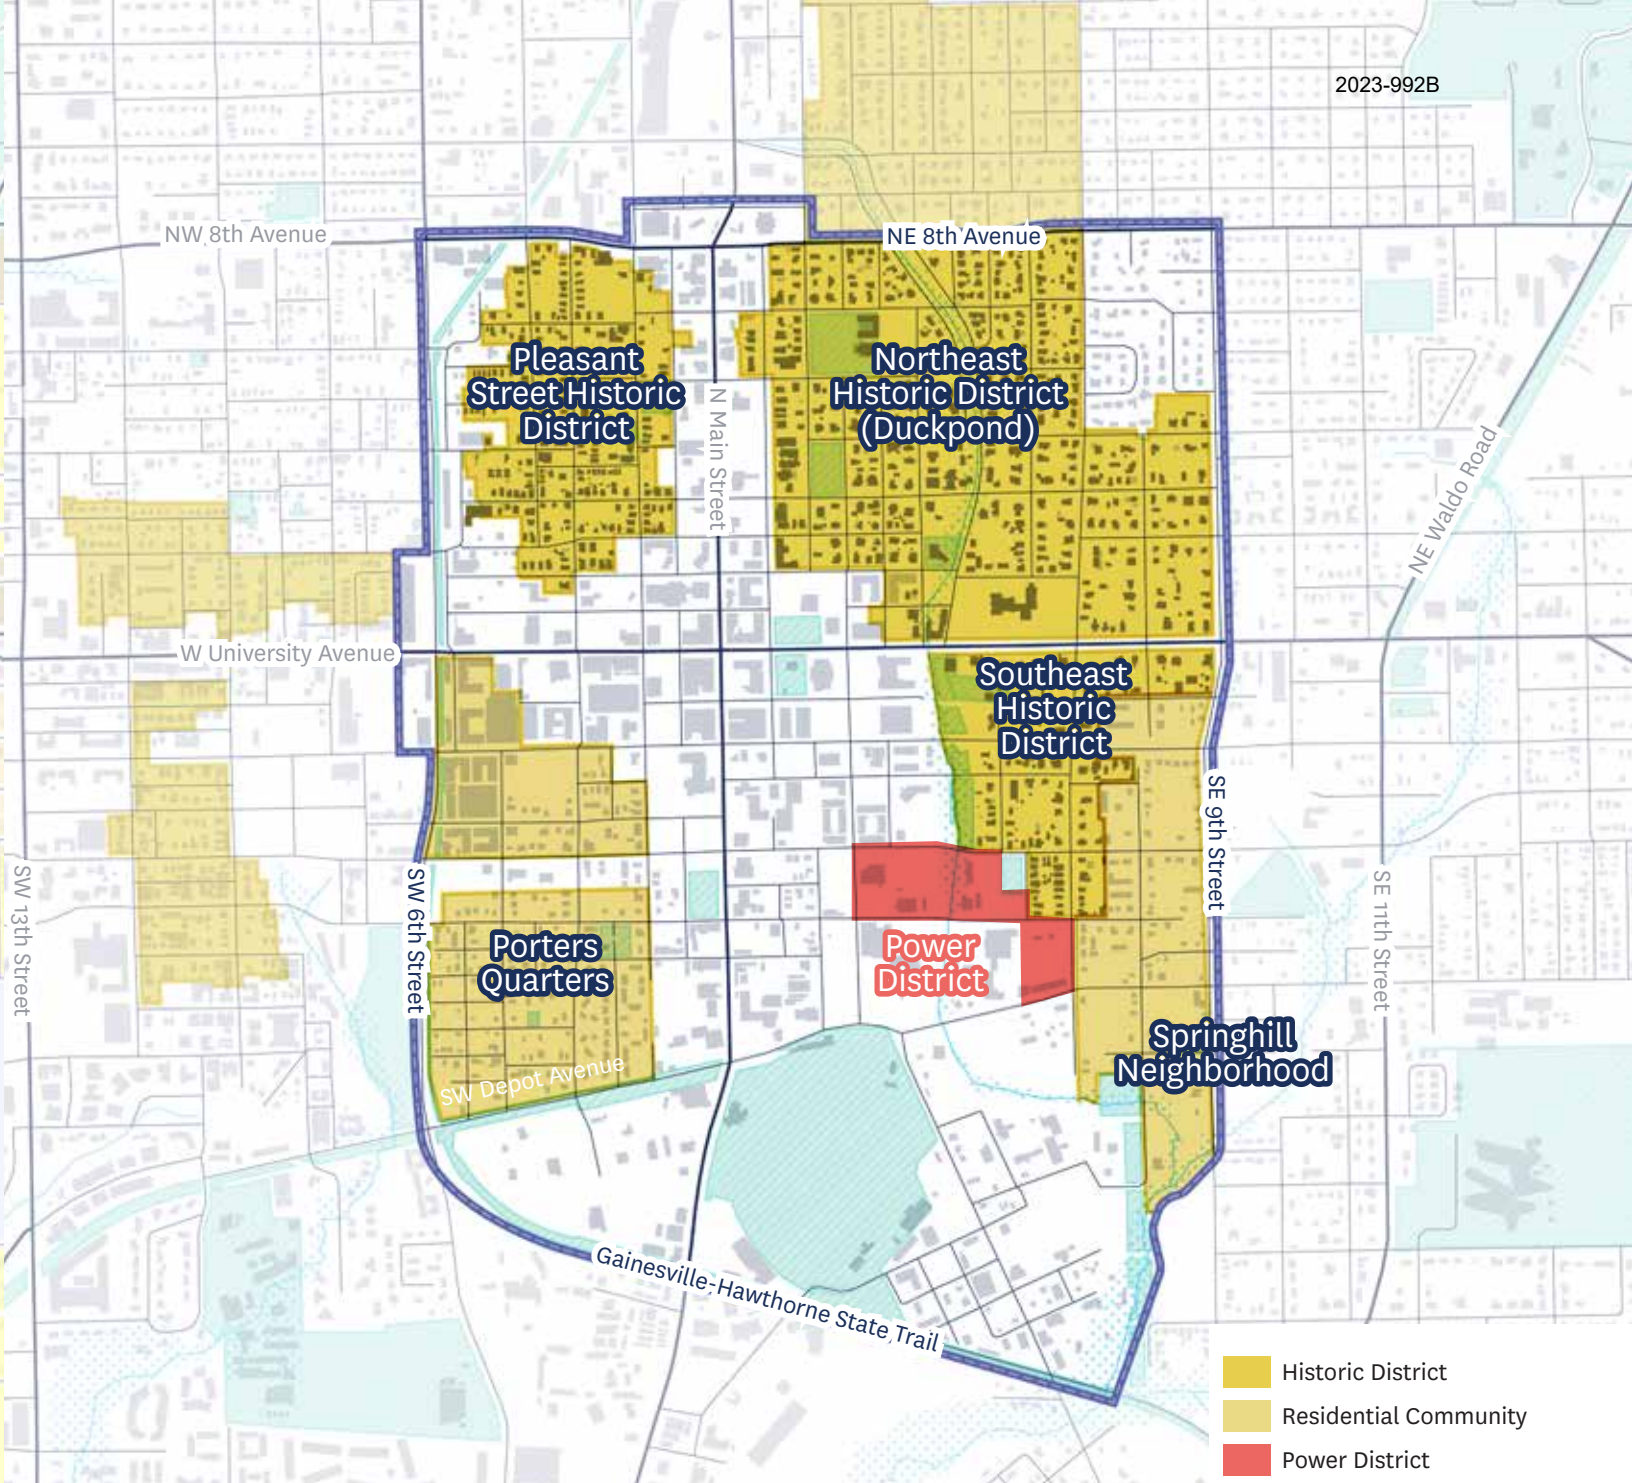 2023-992B
NW 8th Avenue
NE 8th Avenue
Pleasant
Street Historic
District
Northeast
Historic District
(Duckpond)
N Main Street
NE Waldo Road
W University Avenue
Southeast
Historic
District
SE 9th Street
SW 13th Street
SW 6th Street
SE 11th Street
Porters
Quarters
Power
District
Springhill
Neighborhood
SW Depot Avenue
Gainesville-Hawthorne State Trail
Historic District
Residential Community
Power District